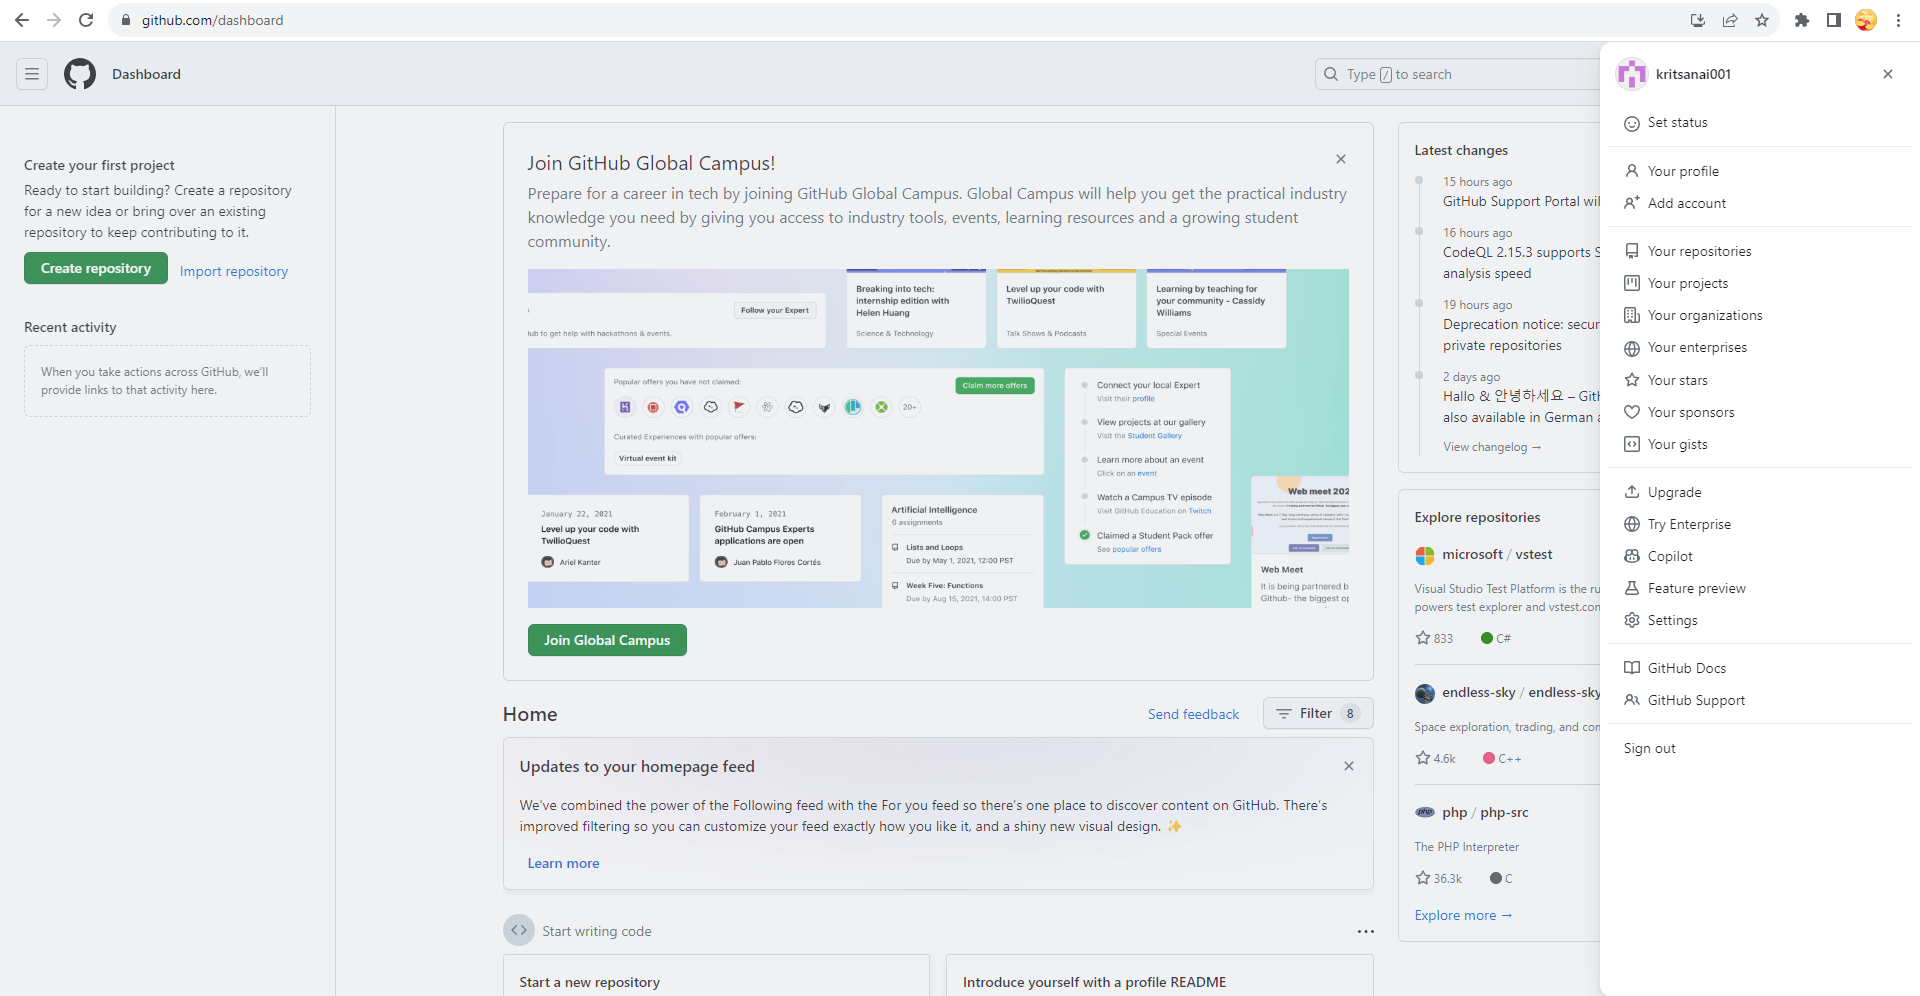 github.com/dashboard
Dashboard
Type / to search
Create your first project
Ready to start building? Create a repository
for a new idea or bring over an existing
repository to keep contributing to it.
Create repository
Import repository
Recent activity
When you take actions across GitHub, we'll
provide links to that activity here.
Join GitHub Global Campus!
Prepare for a career in tech by joining GitHub Global Campus. Global Campus will help you get the practical industry
knowledge you need by giving you access to industry tools, events, learning resources and a growing student
community.
Follow your Expert
to get help with hackathons & events.
Breaking into tech:
internship edition with
Helen Huang
Science & Technology
Level up your code with
TwilioQuest
Talk Shows & Podcasts
Learning by teaching for
your community - Cassidy
Williams
Special Events
Popular offers you have not claimed:
Claim more offers
20+
Curated Experiences with popular offers:
Virtual event kit
Connect your local Expert
Visit their profile
View projects at our gallery
Visit the Student Gallery
Learn more about an event
Click on an event
Watch a Campus TV episode
Visit GitHub Education on Twitch
Claimed a Student Pack offer
See popular offers
January 22, 2021
Level up your code with
TwilioQuest
Ariel Kanter
February 1, 2021
GitHub Campus Experts
applications are open
Juan Pablo Flores Cortés
Artificial Intelligence
6 assignments
Lists and Loops
Due by May 1, 2021, 12:00 PST
Week Five: Functions
Due by Aug 15, 2021, 14:00 PST
Web meet 202
Web Meet
It is being partnered b
Github- the biggest op
Join Global Campus
Home
Send feedback
Filter 8
Updates to your homepage feed
We've combined the power of the Following feed with the For you feed so there's one place to discover content on GitHub. There's
improved filtering so you can customize your feed exactly how you like it, and a shiny new visual design. ✨
Learn more
Start writing code
Start a new repository
Introduce yourself with a profile README
Latest changes
15 hours ago
GitHub Support Portal wil
16 hours ago
CodeQL 2.15.3 supports S
analysis speed
19 hours ago
Deprecation notice: secur
private repositories
2 days ago
Hallo & 안녕하세요 – GitH
also available in German a
View changelog →
Explore repositories
microsoft / vstest
Visual Studio Test Platform is the ru
powers test explorer and vstest.con
833 C#
endless-sky / endless-sky
Space exploration, trading, and con
4.6k C++
php / php-src
The PHP Interpreter
36.3k C
Explore more →
kritsanai001
Set status
Your profile
Add account
Your repositories
Your projects
Your organizations
Your enterprises
Your stars
Your sponsors
Your gists
Upgrade
Try Enterprise
Copilot
Feature preview
Settings
GitHub Docs
GitHub Support
Sign out